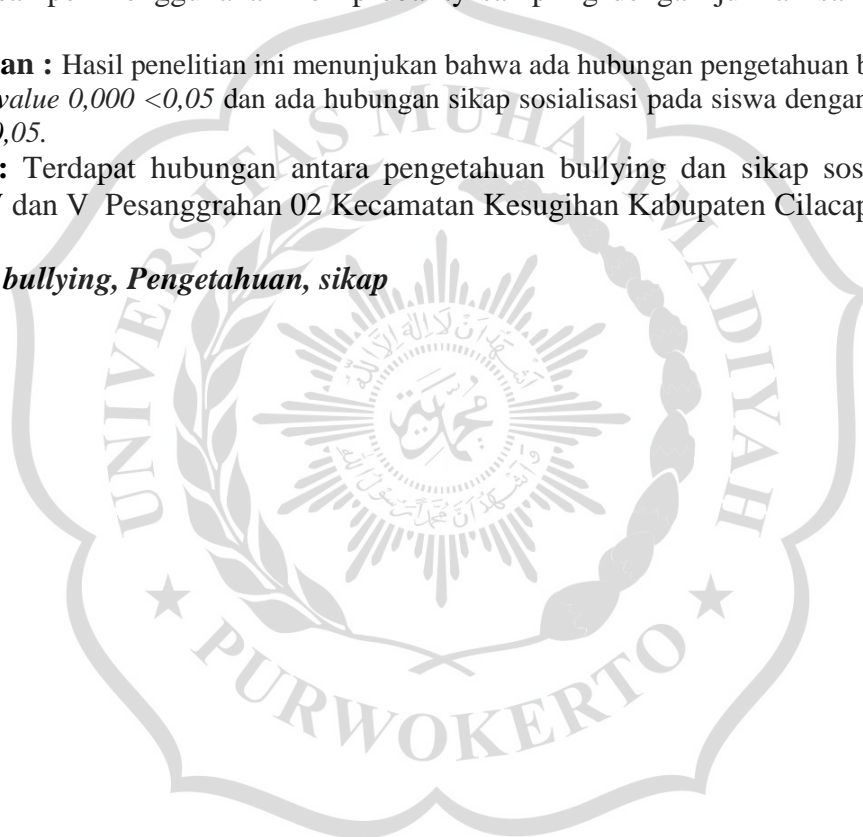 an : Hasil penelitian ini menunjukan bahwa ada hubungan pengetahuan b
value 0,000 <0,05 dan ada hubungan sikap sosialisasi pada siswa dengan
0,05.
: Terdapat hubungan antara pengetahuan bullying dan sikap sos
dan V Pesanggrahan 02 Kecamatan Kesugihan Kabupaten Cilacap
bullying, Pengetahuan, sikap
UNIVERSITAS MUHAMMADIYAH
PURWOKERTO